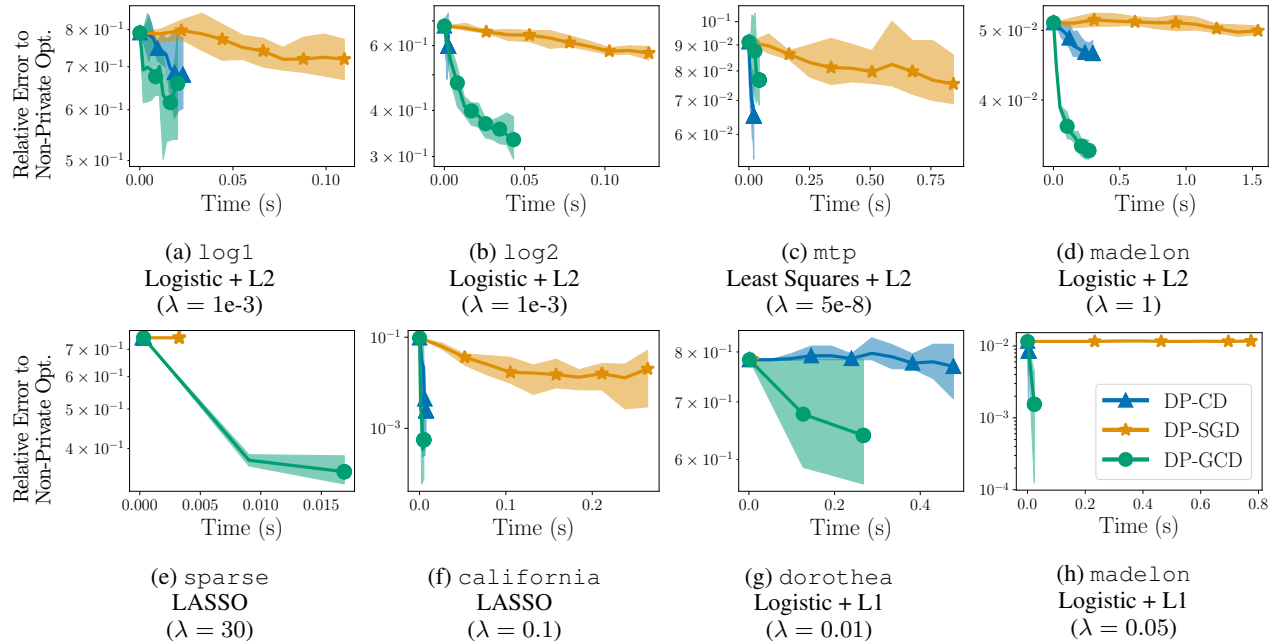 Relative Error to
Non-Private Opt.
8 × 10⁻¹
7 × 10⁻¹
6 × 10⁻¹
5 × 10⁻¹
0.00 0.05 0.10
Time (s)
6 × 10⁻¹
4 × 10⁻¹
3 × 10⁻¹
0.00 0.05 0.10
Time (s)
10⁻¹
9 × 10⁻²
8 × 10⁻²
7 × 10⁻²
6 × 10⁻²
0.00 0.25 0.50 0.75
Time (s)
5 × 10⁻²
4 × 10⁻²
0.0 0.5 1.0 1.5
Time (s)
(a) log1
Logistic + L2
(λ = 1e-3)
(b) log2
Logistic + L2
(λ = 1e-3)
(c) mtp
Least Squares + L2
(λ = 5e-8)
(d) madelon
Logistic + L2
(λ = 1)
Relative Error to
Non-Private Opt.
7 × 10⁻¹
6 × 10⁻¹
5 × 10⁻¹
4 × 10⁻¹
0.000 0.005 0.010 0.015
Time (s)
10⁻¹
10⁻³
0.0 0.1 0.2
Time (s)
8 × 10⁻¹
7 × 10⁻¹
6 × 10⁻¹
0.0 0.2 0.4
Time (s)
10⁻²
10⁻³
10⁻⁴
0.0 0.2 0.4 0.6 0.8
Time (s)
DP-CD
DP-SGD
DP-GCD
(e) sparse
LASSO
(λ = 30)
(f) california
LASSO
(λ = 0.1)
(g) dorothea
Logistic + L1
(λ = 0.01)
(h) madelon
Logistic + L1
(λ = 0.05)